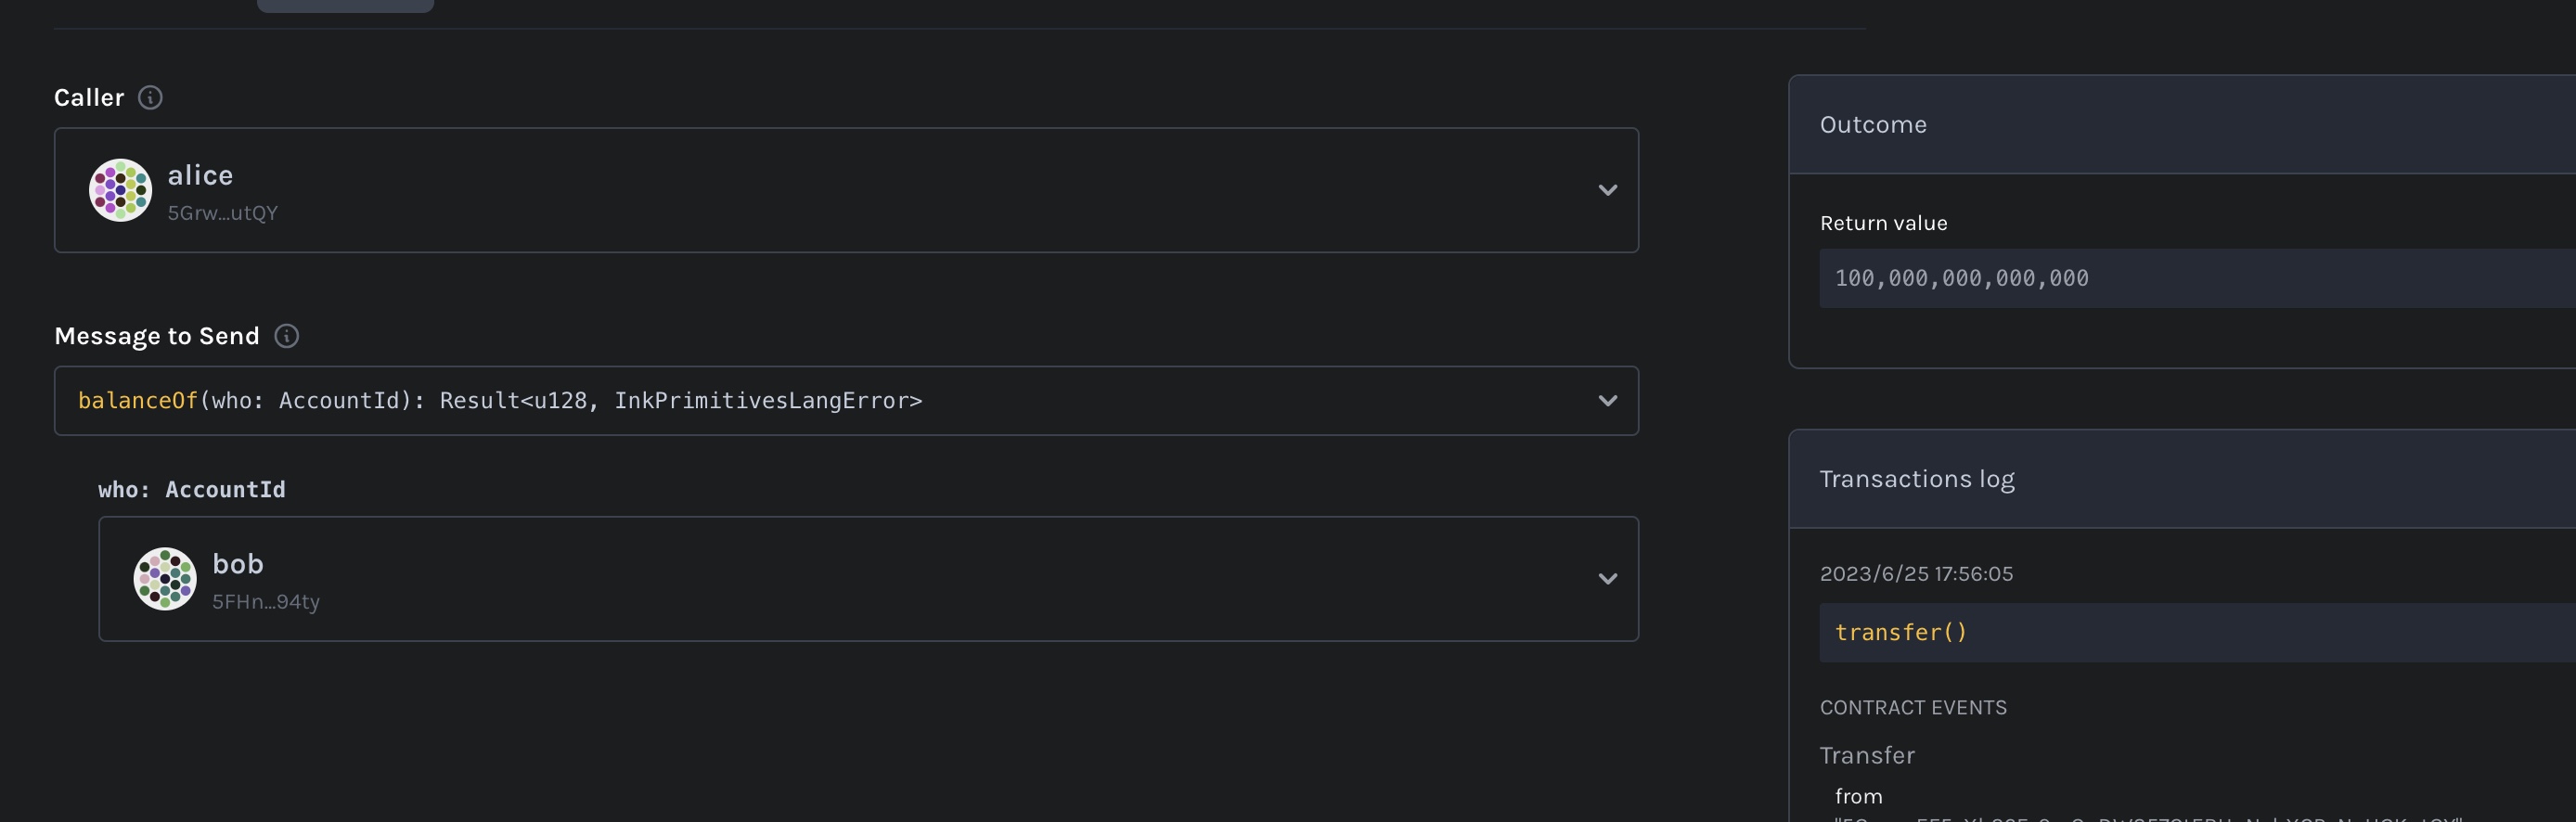 Caller
alice
5Grw...utQY
Message to Send
balanceOf(who: AccountId): Result<u128, InkPrimitivesLangError>
who: AccountId
bob
5FHn...94ty
Outcome
Return value
100,000,000,000,000
Transactions log
2023/6/25 17:56:05
transfer()
CONTRACT EVENTS
Transfer
from